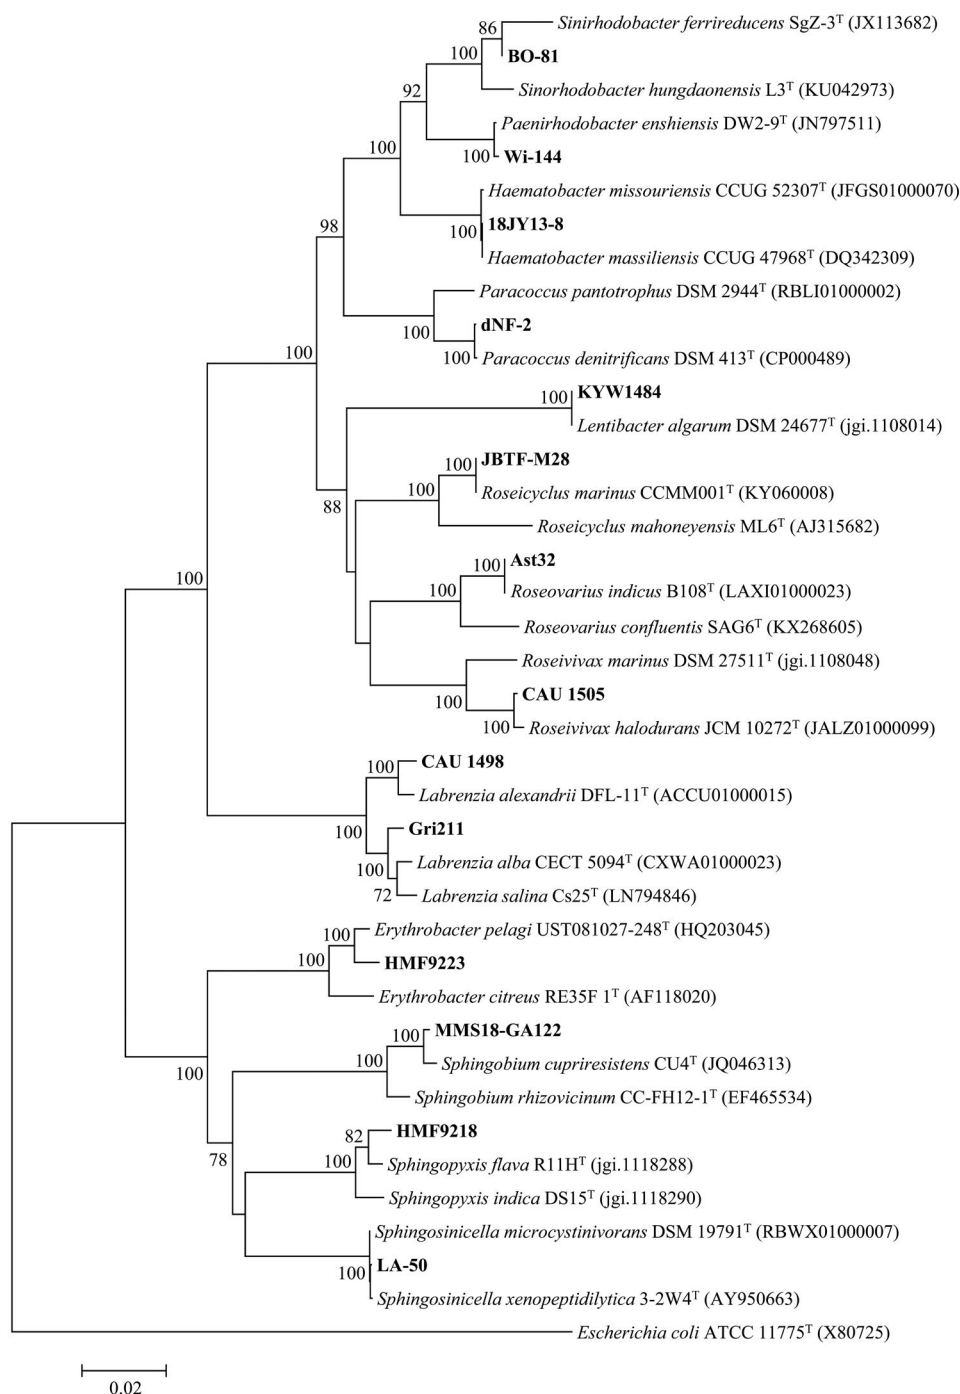 86
Sinirhodobacter ferrireducens SgZ-3ᵀ (JX113682)
100
BO-81
Sinorhodobacter hungdaonensis L3ᵀ (KU042973)
92
Paenirhodobacter enshiensis DW2-9ᵀ (JN797511)
100
100
Wi-144
Haematobacter missouriensis CCUG 52307ᵀ (JFGS01000070)
98
100
18JY13-8
Haematobacter massiliensis CCUG 47968ᵀ (DQ342309)
Paracoccus pantotrophus DSM 2944ᵀ (RBLI01000002)
100
dNF-2
100
100
Paracoccus denitrificans DSM 413ᵀ (CP000489)
100
KYW1484
Lentibacter algarum DSM 24677ᵀ (jgi.1108014)
100
JBTF-M28
100
Roseicyclus marinus CCMM001ᵀ (KY060008)
88
Roseicyclus mahoneyensis ML6ᵀ (AJ315682)
100
Ast32
100
100
Roseovarius indicus B108ᵀ (LAXI01000023)
Roseovarius confluentis SAG6ᵀ (KX268605)
Roseivivax marinus DSM 27511ᵀ (jgi.1108048)
100
CAU 1505
100
Roseivivax halodurans JCM 10272ᵀ (JALZ01000099)
100
CAU 1498
Labrenzia alexandrii DFL-11ᵀ (ACCU01000015)
100
Gri211
100
Labrenzia alba CECT 5094ᵀ (CXWA01000023)
72
Labrenzia salina Cs25ᵀ (LN794846)
100
Erythrobacter pelagi UST081027-248ᵀ (HQ203045)
100
HMF9223
Erythrobacter citreus RE35F 1ᵀ (AF118020)
100
MMS18-GA122
100
100
Sphingobium cupriresistens CU4ᵀ (JQ046313)
Sphingobium rhizovicinum CC-FH12-1ᵀ (EF465534)
82
HMF9218
78
100
Sphingopyxis flava R11Hᵀ (jgi.1118288)
Sphingopyxis indica DS15ᵀ (jgi.1118290)
Sphingosinicella microcystinivorans DSM 19791ᵀ (RBWX01000007)
100
LA-50
Sphingosinicella xenopeptidilytica 3-2W4ᵀ (AY950663)
Escherichia coli ATCC 11775ᵀ (X80725)
0.02